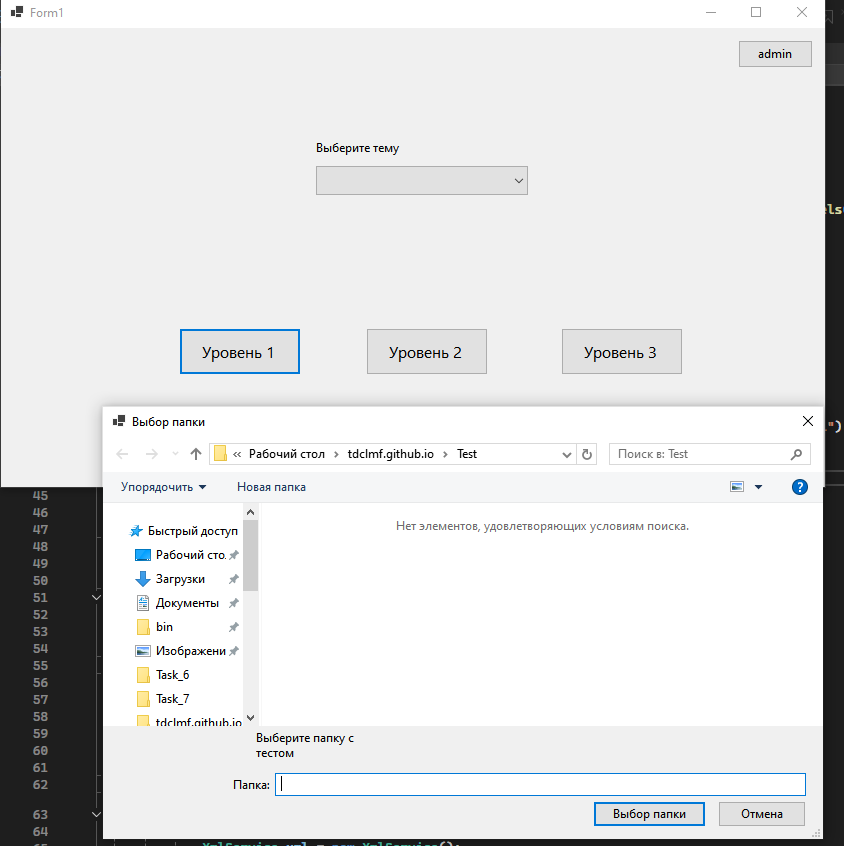 Form1
admin
Выберите тему
els
Уровень 1 Уровень 2 Уровень 3
")
Выбор папки
« Рабочий стол › tdclmf.github.io › Test
Поиск в: Test
Упорядочить Новая папка
?
Быстрый доступ
Нет элементов, удовлетворяющих условиям поиска.
Рабочий сто.
Загрузки
Документы
bin
Изображени
Task_6
Task_7
tdclmf.github.io
Выберите папку с
тестом
Папка:
Выбор папки Отмена
45
46
47
48
49
50
51
52
53
54
55
56
57
58
59
60
61
62
63
64